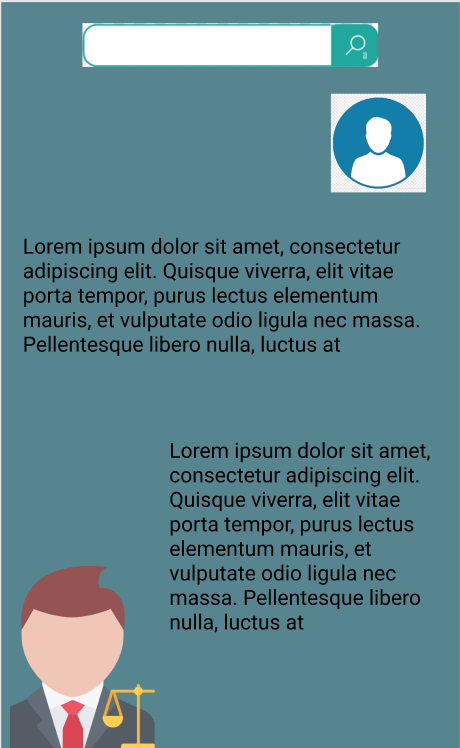 a
Lorem ipsum dolor sit amet, consectetur
adipiscing elit. Quisque viverra, elit vitae
porta tempor, purus lectus elementum
mauris, et vulputate odio ligula nec massa.
Pellentesque libero nulla, luctus at
Lorem ipsum dolor sit amet,
consectetur adipiscing elit.
Quisque viverra, elit vitae
porta tempor, purus lectus
elementum mauris, et
vulputate odio ligula nec
massa. Pellentesque libero
nulla, luctus at